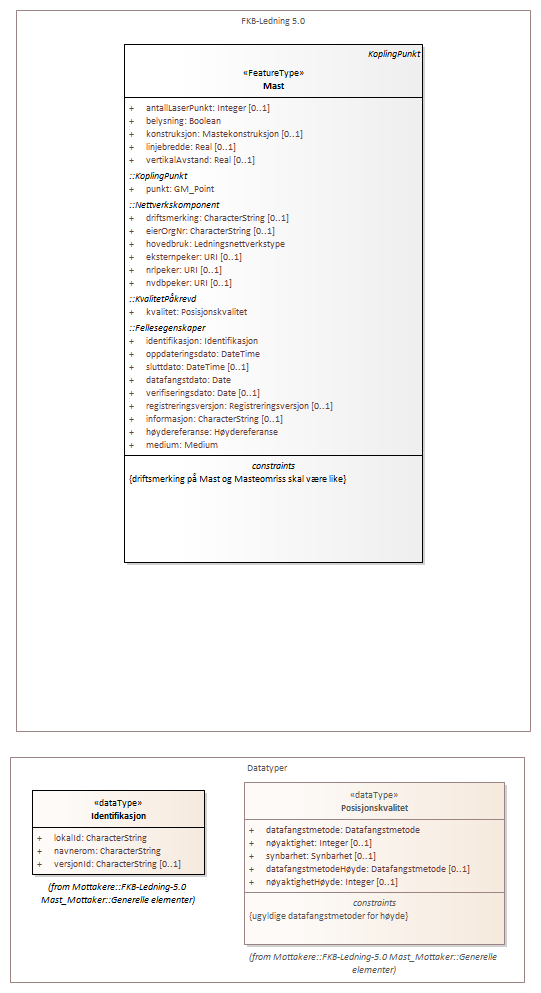 FKB-Ledning 5.0
KoplingPunkt
«FeatureType»
Mast
+ antallLaserPunkt: Integer [0..1]
+ belysning: Boolean
+ konstruksjon: Mastekonstruksjon [0..1]
+ linjebredde: Real [0..1]
+ vertikalAvstand: Real [0..1]
::KoplingPunkt
+ punkt: GM_Point
::Nettverkskomponent
+ driftsmerking: CharacterString [0..1]
+ eierOrgNr: CharacterString [0..1]
+ hovedbruk: Ledningsnettverkstype
+ eksternpeker: URI [0..1]
+ nrlpeker: URI [0..1]
+ nvdbpeker: URI [0..1]
::KvalitetPåkrevd
+ kvalitet: Posisjonskvalitet
::Fellesegenskaper
+ identifikasjon: Identifikasjon
+ oppdateringsdato: DateTime
+ sluttdato: DateTime [0..1]
+ datafangstdato: Date
+ verifiseringsdato: Date [0..1]
+ registreringsversjon: Registreringsversjon [0..1]
+ informasjon: CharacterString [0..1]
+ høydereferanse: Høydereferanse
+ medium: Medium
constraints
{driftsmerking på Mast og Masteomriss skal være like}
Datatyper
«dataType»
Identifikasjon
+ lokalId: CharacterString
+ navnerom: CharacterString
+ versjonId: CharacterString [0..1]
(from Mottakere::FKB-Ledning-5.0
Mast_Mottaker::Generelle elementer)
«dataType»
Posisjonskvalitet
+ datafangstmetode: Datafangstmetode
+ nøyaktighet: Integer [0..1]
+ synbarhet: Synbarhet [0..1]
+ datafangstmetodeHøyde: Datafangstmetode [0..1]
+ nøyaktighetHøyde: Integer [0..1]
constraints
{ugyldige datafangstmetoder for høyde}
(from Mottakere::FKB-Ledning-5.0 Mast_Mottaker::Generelle
elementer)